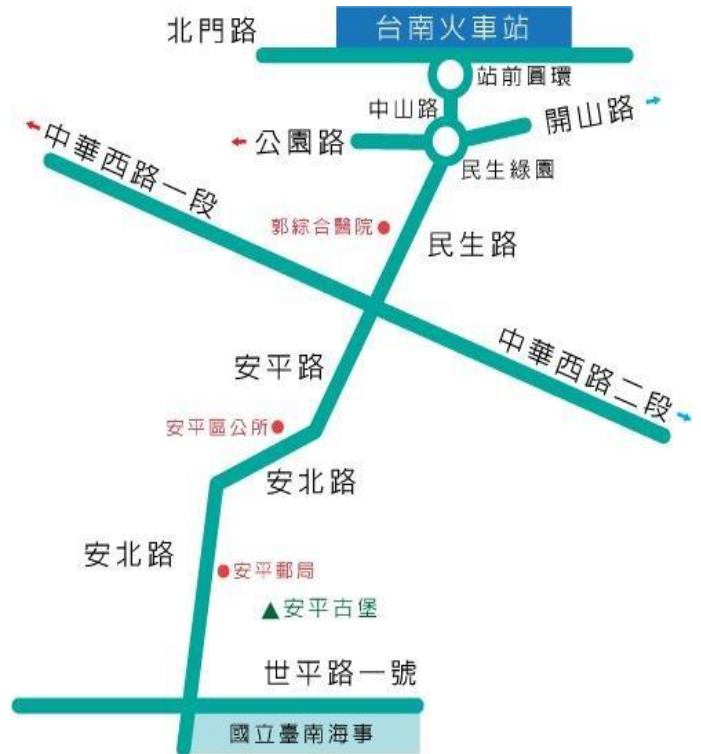 台南火車站
北門路
站前圓環
中山路
開山路
公園路
民生綠園
中華西路一段
郭綜合醫院
民生路
中華西路二段
安平路
安平區公所
安北路
安北路
安平郵局
安平古堡
世平路一號
國立臺南海事